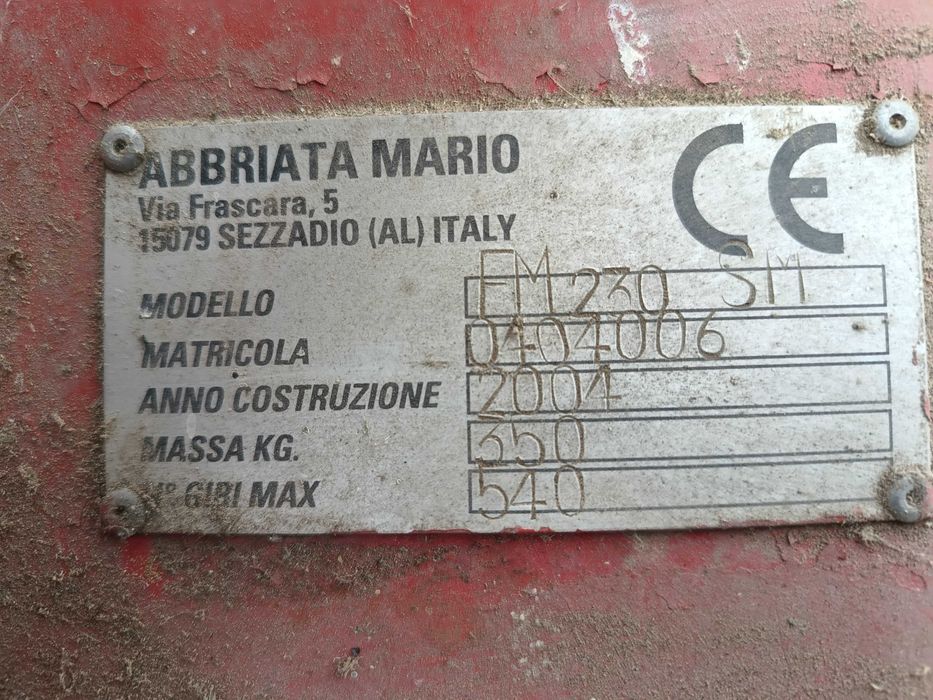 ABBRIATA MARIO
Via Frascara, 5
15079 SEZZADIO (AL) ITALY
CE
MODELLO FM 230 SM
MATRICOLA 0404006
ANNO COSTRUZIONE 2004
MASSA KG. 350
N° GIRI MAX 540